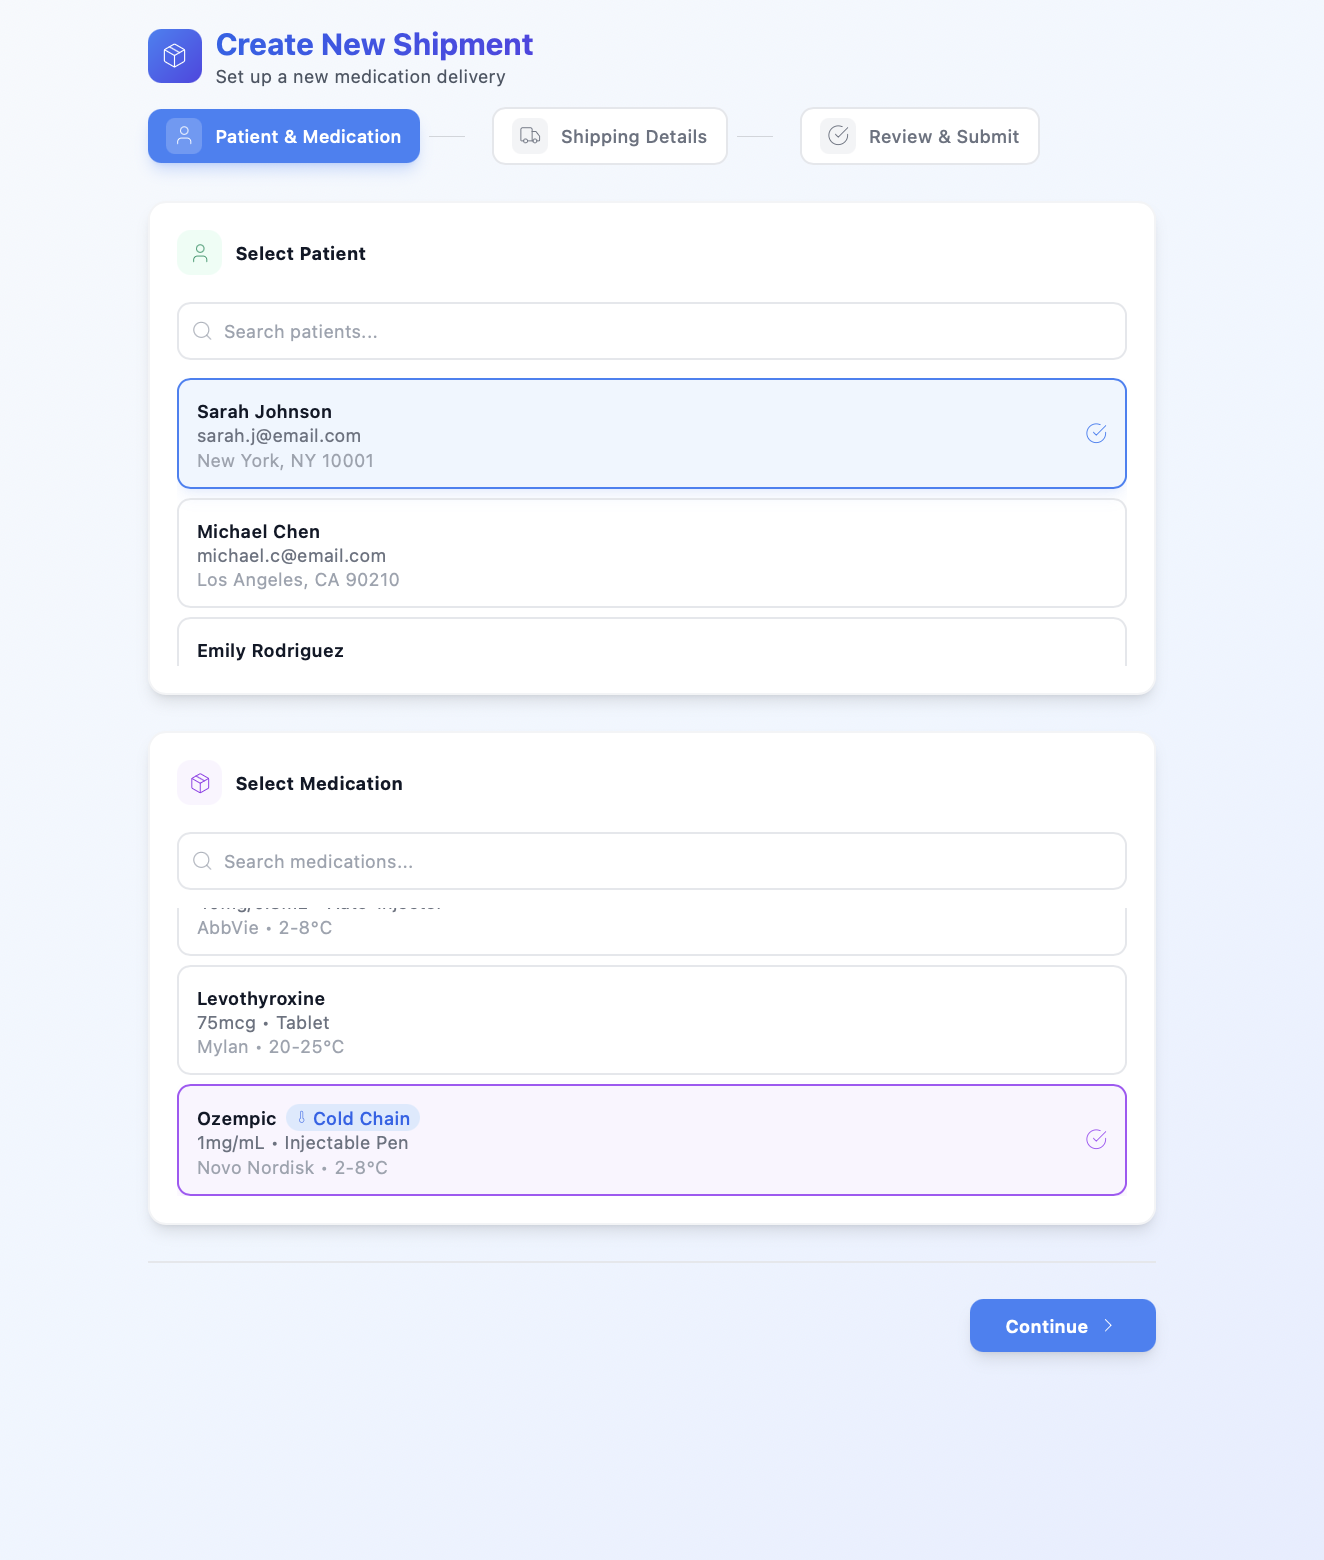 Create New Shipment
Set up a new medication delivery
Patient & Medication
Shipping Details
Review & Submit
Select Patient
Search patients...
Sarah Johnson
sarah.j@email.com
New York, NY 10001
Michael Chen
michael.c@email.com
Los Angeles, CA 90210
Emily Rodriguez
Select Medication
Search medications...
AbbVie • 2-8°C
Levothyroxine
75mcg • Tablet
Mylan • 20-25°C
Ozempic Cold Chain
1mg/mL • Injectable Pen
Novo Nordisk • 2-8°C
Continue